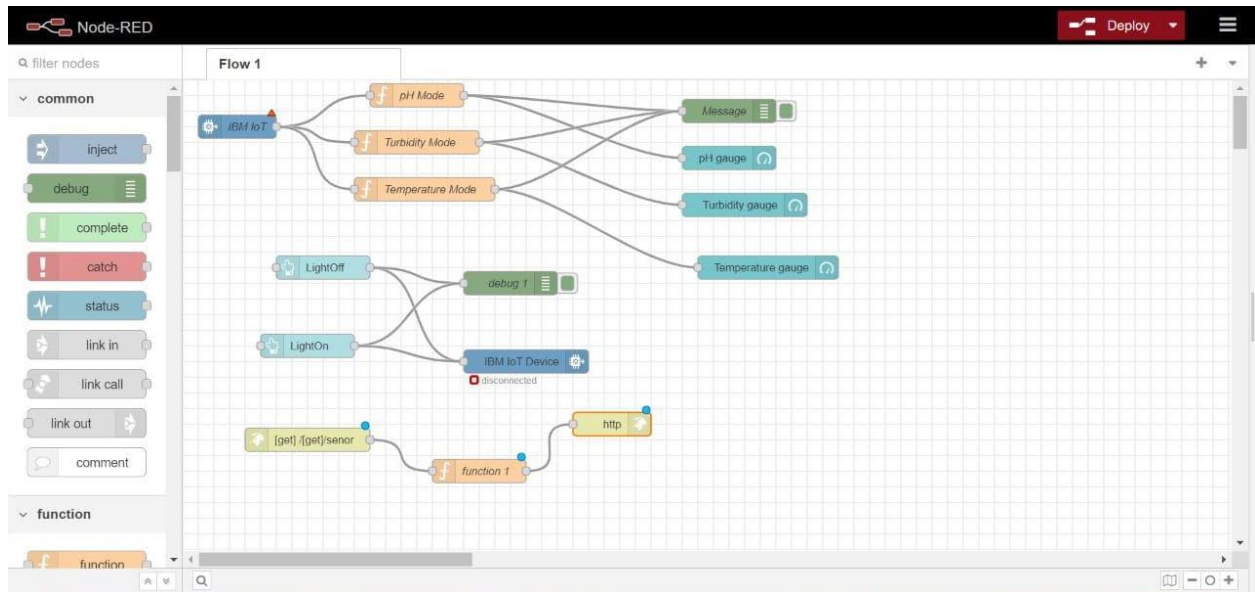 Node-RED
Deploy
filter nodes
Flow 1
common
inject
debug
complete
catch
status
link in
link call
link out
comment
function
function
IBM IoT
pH Mode
Turbidity Mode
Temperature Mode
Message
pH gauge
Turbidity gauge
Temperature gauge
LightOff
LightOn
debug 1
IBM IoT Device
disconnected
[get] /[get]/senor
function 1
http